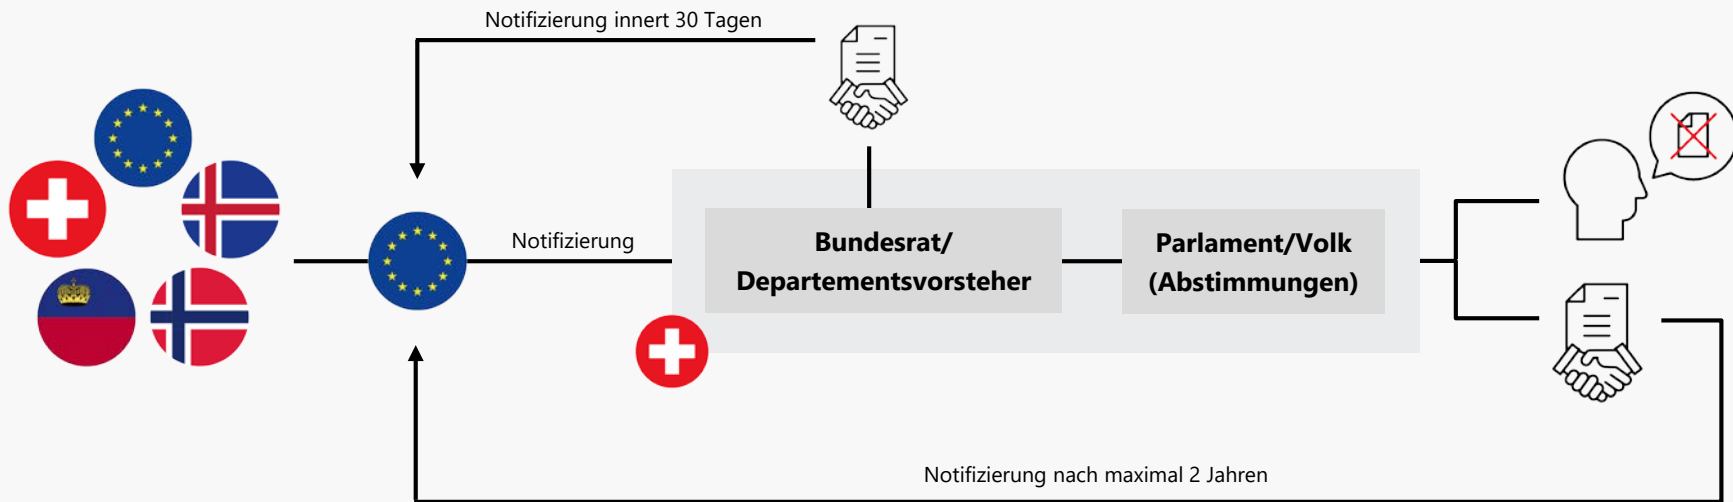 Notifizierung innert 30 Tagen
Notifizierung
Bundesrat/
Departementsvorsteher
Parlament/Volk
(Abstimmungen)
Notifizierung nach maximal 2 Jahren